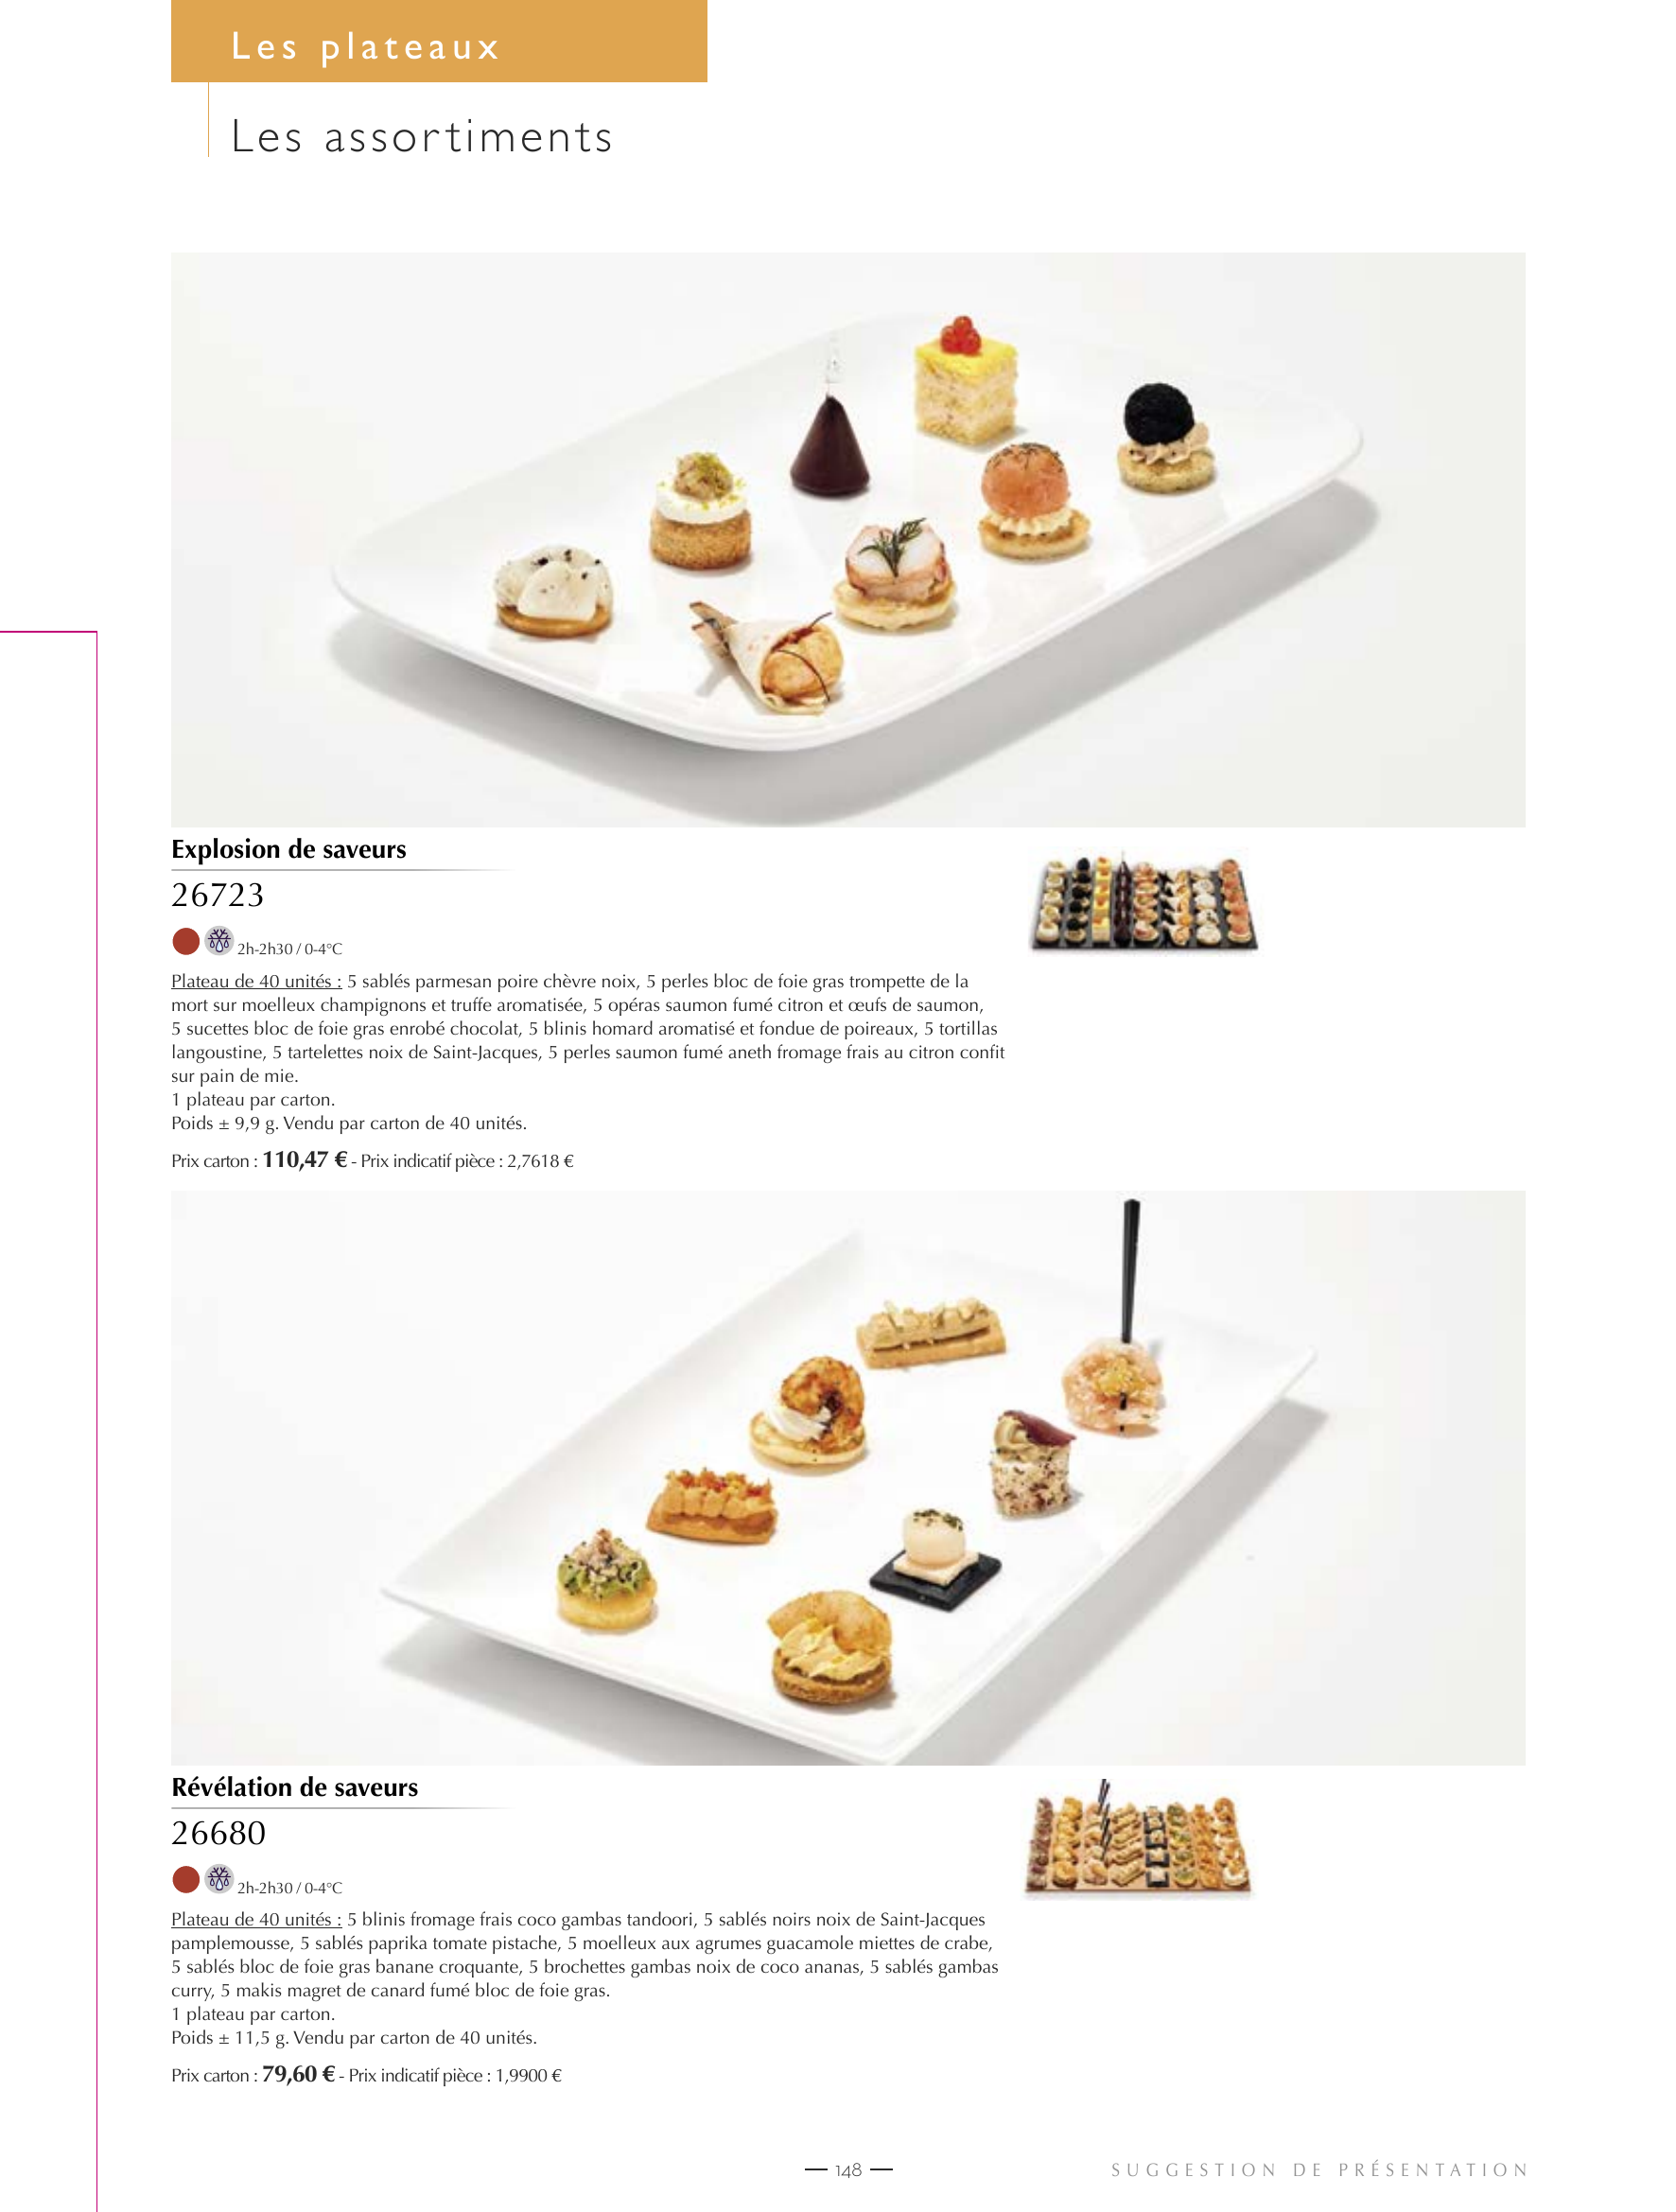 Les plateaux
Les assortiments
Explosion de saveurs
26723
2h-2h30 / 0-4°C
Plateau de 40 unités : 5 sablés parmesan poire chèvre noix, 5 perles bloc de foie gras trompette de la
mort sur moelleux champignons et truffe aromatisée, 5 opéras saumon fumé citron et œufs de saumon,
5 sucettes bloc de foie gras enrobé chocolat, 5 blinis homard aromatisé et fondue de poireaux, 5 tortillas
langoustine, 5 tartelettes noix de Saint-Jacques, 5 perles saumon fumé aneth fromage frais au citron confit
sur pain de mie.
1 plateau par carton.
Poids ± 9,9 g. Vendu par carton de 40 unités.
Prix carton : 110,47 € - Prix indicatif pièce : 2,7618 €
Révélation de saveurs
26680
2h-2h30 / 0-4°C
Plateau de 40 unités : 5 blinis fromage frais coco gambas tandoori, 5 sablés noirs noix de Saint-Jacques
pamplemousse, 5 sablés paprika tomate pistache, 5 moelleux aux agrumes guacamole miettes de crabe,
5 sablés bloc de foie gras banane croquante, 5 brochettes gambas noix de coco ananas, 5 sablés gambas
curry, 5 makis magret de canard fumé bloc de foie gras.
1 plateau par carton.
Poids ± 11,5 g. Vendu par carton de 40 unités.
Prix carton : 79,60 € - Prix indicatif pièce : 1,9900 €
— 148 —
SUGGESTION DE PRÉSENTATION